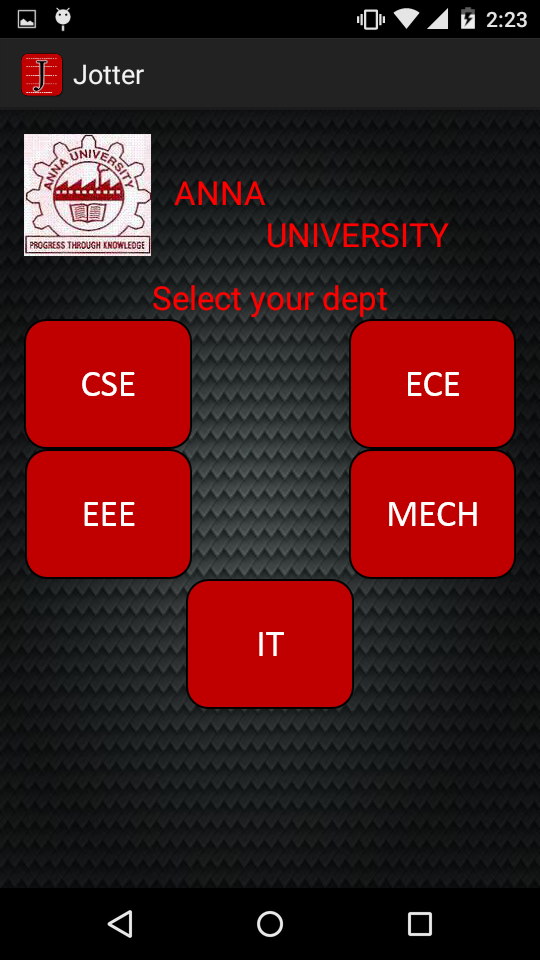 2:23
J Jotter
ANNA UNIVERSITY
PROGRESS THROUGH KNOWLEDGE
ANNA
UNIVERSITY
Select your dept
CSE
ECE
EEE
MECH
IT